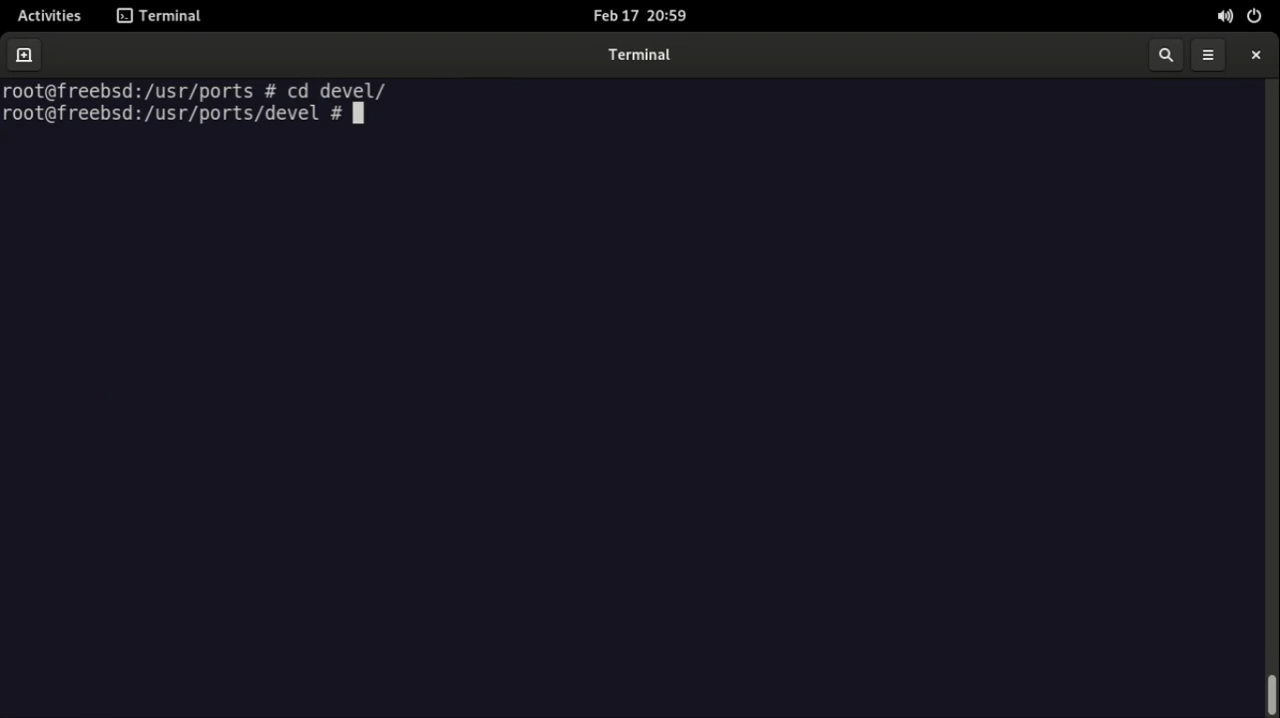 Activities Terminal Feb 17 20:59
Terminal
root@freebsd:/usr/ports # cd devel/
root@freebsd:/usr/ports/devel #